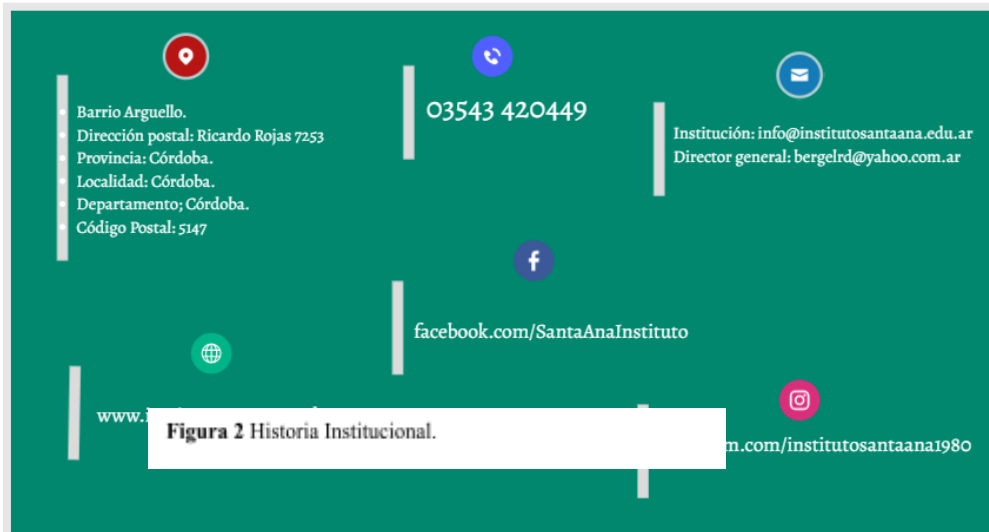 Barrio Arguello.
Dirección postal: Ricardo Rojas 7253
Provincia: Córdoba.
Localidad: Córdoba.
Departamento; Córdoba.
Código Postal: 5147
03543 420449
Institución: info@institutosantaana.edu.ar
Director general: bergelrd@yahoo.com.ar
facebook.com/SantaAnaInstituto
www.
m.com/institutosantaana1980
Figura 2 Historia Institucional.